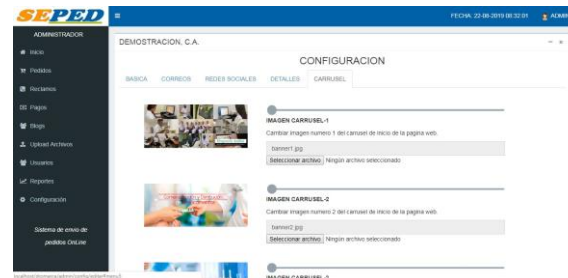 SEPED
FECHA: 22-08-2019 08:32:01
ADMIN
ADMINISTRADOR
Inicio
Pedidos
Reclamos
Pagos
Blogs
Upload Archivos
Usuarios
Reportes
Configuración
Sistema de envio de
pedidos OnLine
DEMOSTRACION, C.A.
CONFIGURACION
BASICA
CORREOS
REDES SOCIALES
DETALLES
CARRUSEL
IMAGEN CARRUSEL-1
Cambiar imagen numero 1 del carrusel de inicio de la pagina web.
banner1.jpg
Seleccionar archivo Ningún archivo seleccionado
IMAGEN CARRUSEL-2
Cambiar imagen numero 2 del carrusel de inicio de la pagina web.
banner2.jpg
Seleccionar archivo Ningún archivo seleccionado
IMAGEN CARRUSEL-3